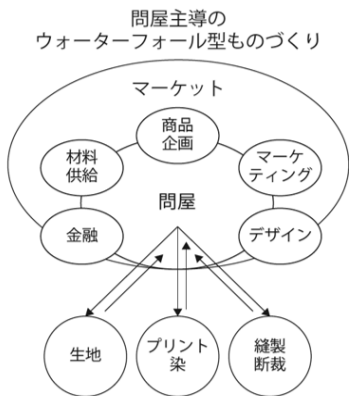 問屋主導の
ウォーターフォール型ものづくり
マーケット
商品
企画
材料
供給
マーケ
ティング
問屋
金融
デザイン
生地
プリント
染
縫製
断裁